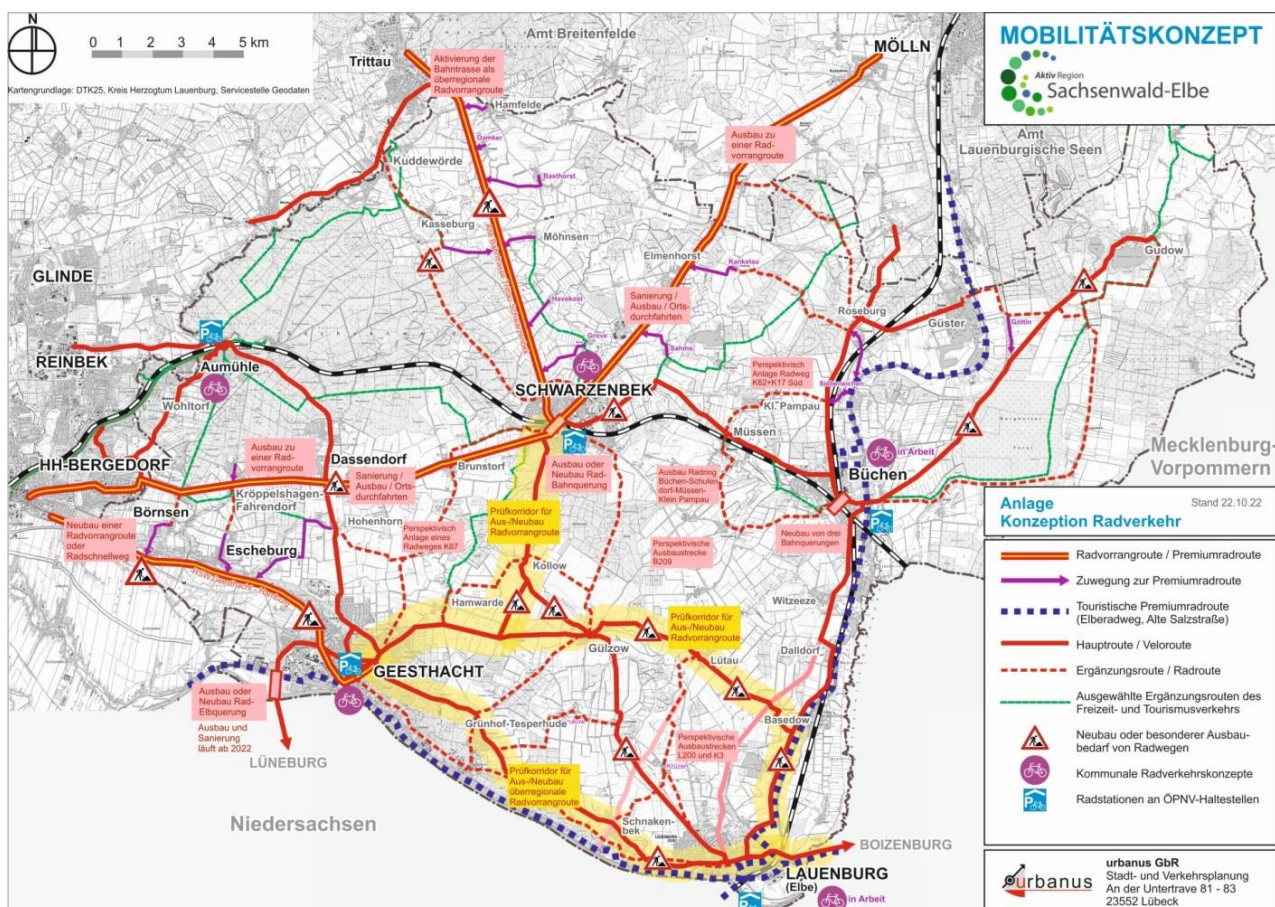 N
0 1 2 3 4 5 km
Kartengrundlage: DTK25, Kreis Herzogtum Lauenburg, Servicestelle Geodaten
MOBILITÄTSKONZEPT
Aktiv Region
Sachsenwald-Elbe
Amt Breitenfelde
MÖLLN
Trittau
Aktivierung der
Bahntrasse als
überregionale
Radvorrangroute
Hamfelde
Damker
Amt
Lauenburgische Seen
Ausbau zu
einer Rad-
vorrangroute
Kuddewörde
Basthorst
Kasseburg
Möhnsen
Elmenhorst
Kankelau
Gudow
GLINDE
Havekost
Sanierung /
Ausbau / Orts-
durchfahrten
Roseburg
Güster
Göttin
Grove
Sahms
REINBEK
Aumühle
Wohltorf
SCHWARZENBEK
Perspektivisch
Anlage Radweg
K62+K17 Süd
Kl. Pampau
Müssen
in Arbeit
Büchen
Mecklenburg-
Vorpommern
HH-BERGEDORF
Ausbau zu
einer Rad-
vorrangroute
Dassendorf
Sanierung /
Ausbau / Orts-
durchfahrten
Brunstorf
Ausbau oder
Neubau Rad-
Bahnquerung
Ausbau Radring
Büchen-Schulen
dorf-Müssen-
Klein Pampau
Kröppelshagen-
Fahrendorf
Börnsen
Hohenhorn
Prüfkorridor für
Aus-/Neubau
Radvorrangroute
Neubau einer
Radvorrangroute
oder
Radschnellweg
Escheburg
Perspektivisch
Anlage eines
Radweges K67
Perspektivische
Ausbaustrecke
B209
Neubau von drei
Bahnquerungen
Kollow
Hamwarde
Witzeeze
Prüfkorridor für
Aus-/Neubau
Radvorrangroute
Gülzow
Dalldorf
Lütau
GEESTHACHT
Ausbau oder
Neubau Rad-
Elbquerung
Ausbau und
Sanierung
läuft ab 2022
LÜNEBURG
Grünhof-Tesperhude
Basedow
Perspektivische
Ausbaustrecken
L200 und K3
Krüzen
Prüfkorridor für
Aus-/Neubau
überregionale
Radvorrangroute
Niedersachsen
Schnaken-
bek
BOIZENBURG
LAUENBURG
(Elbe)
in Arbeit
Anlage
Konzeption Radverkehr
Stand 22.10.22
Radvorrangroute / Premiumradroute
Zuwegung zur Premiumradroute
Touristische Premiumradroute
(Elberadweg, Alte Salzstraße)
Hauptroute / Veloroute
Ergänzungsroute / Radroute
Ausgewählte Ergänzungsrouten des
Freizeit- und Tourismusverkehrs
Neubau oder besonderer Ausbau-
bedarf von Radwegen
Kommunale Radverkehrskonzepte
Radstationen an ÖPNV-Haltestellen
urbanus
urbanus GbR
Stadt- und Verkehrsplanung
An der Untertrave 81 - 83
23552 Lübeck